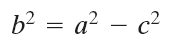 b² = a² − c²